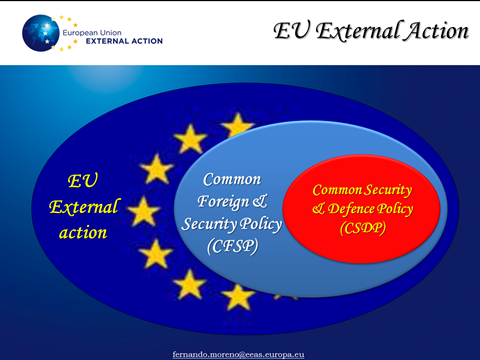 European Union
EXTERNAL ACTION
EU External Action
EU
External
action
Common
Foreign &
Security Policy
(CFSP)
Common Security
& Defence Policy
(CSDP)
fernando.moreno@eeas.europa.eu